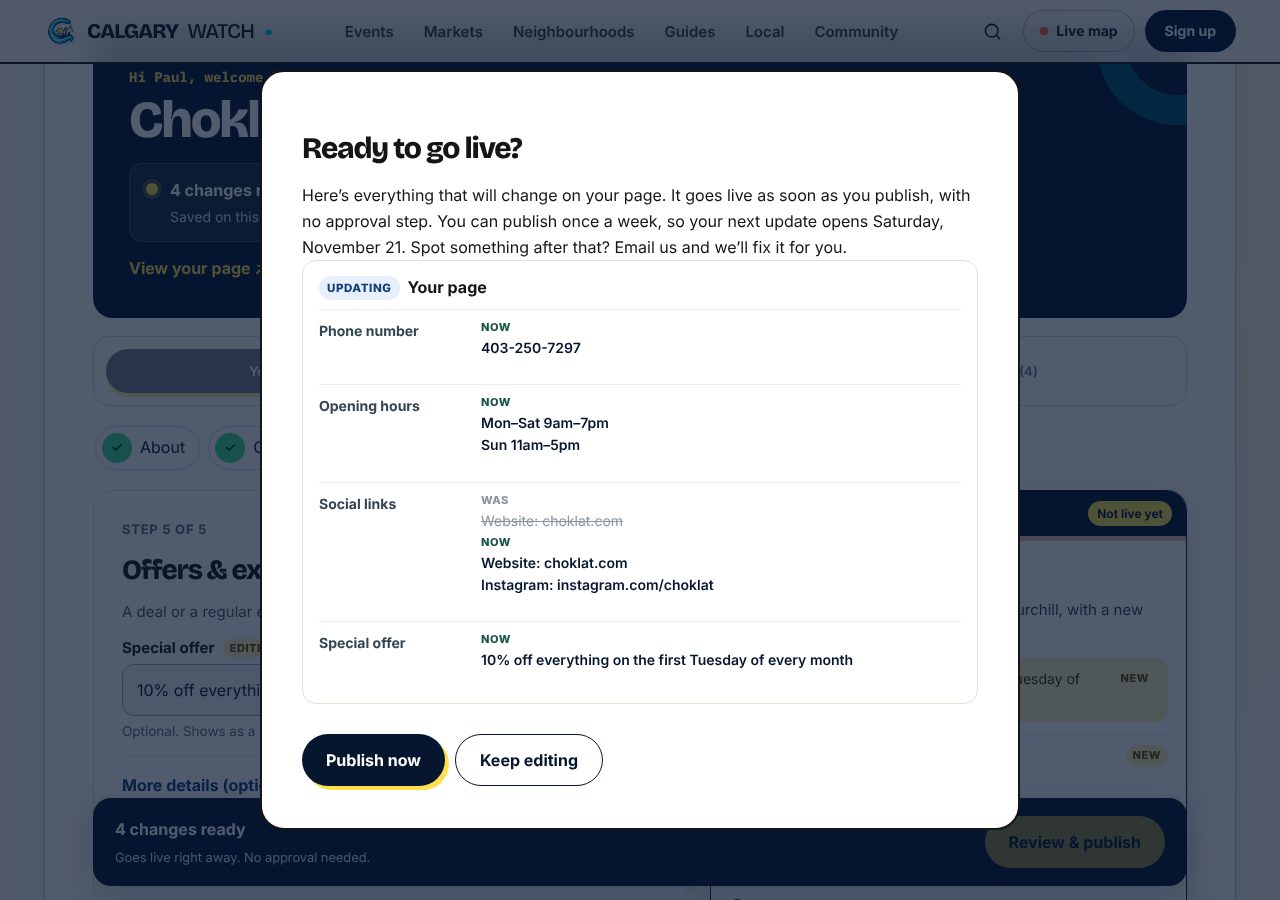 CALGARY WATCH
Events
Markets
Neighbourhoods
Guides
Local
Community
Live map
Sign up
Hi Paul, welcome
Chokl
4 changes
Saved on this
View your page
(4)
About
STEP 5 OF 5
Offers & ex
A deal or a regular
Special offer
EDITE
10% off everythi
Optional. Shows as a
More details (opti
Not live yet
urchill, with a new
uesday of
NEW
NEW
Ready to go live?
Here’s everything that will change on your page. It goes live as soon as you publish, with
no approval step. You can publish once a week, so your next update opens Saturday,
November 21. Spot something after that? Email us and we’ll fix it for you.
UPDATING Your page
Phone number
NOW
403-250-7297
Opening hours
NOW
Mon–Sat 9am–7pm
Sun 11am–5pm
Social links
WAS
Website: choklat.com
NOW
Website: choklat.com
Instagram: instagram.com/choklat
Special offer
NOW
10% off everything on the first Tuesday of every month
Publish now
Keep editing
4 changes ready
Goes live right away. No approval needed.
Review & publish